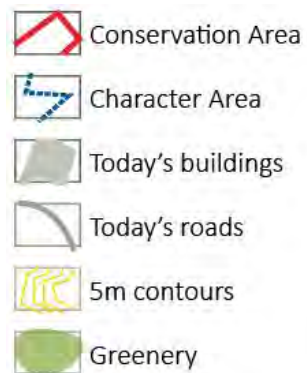 Conservation Area
Character Area
Today's buildings
Today's roads
5m contours
Greenery